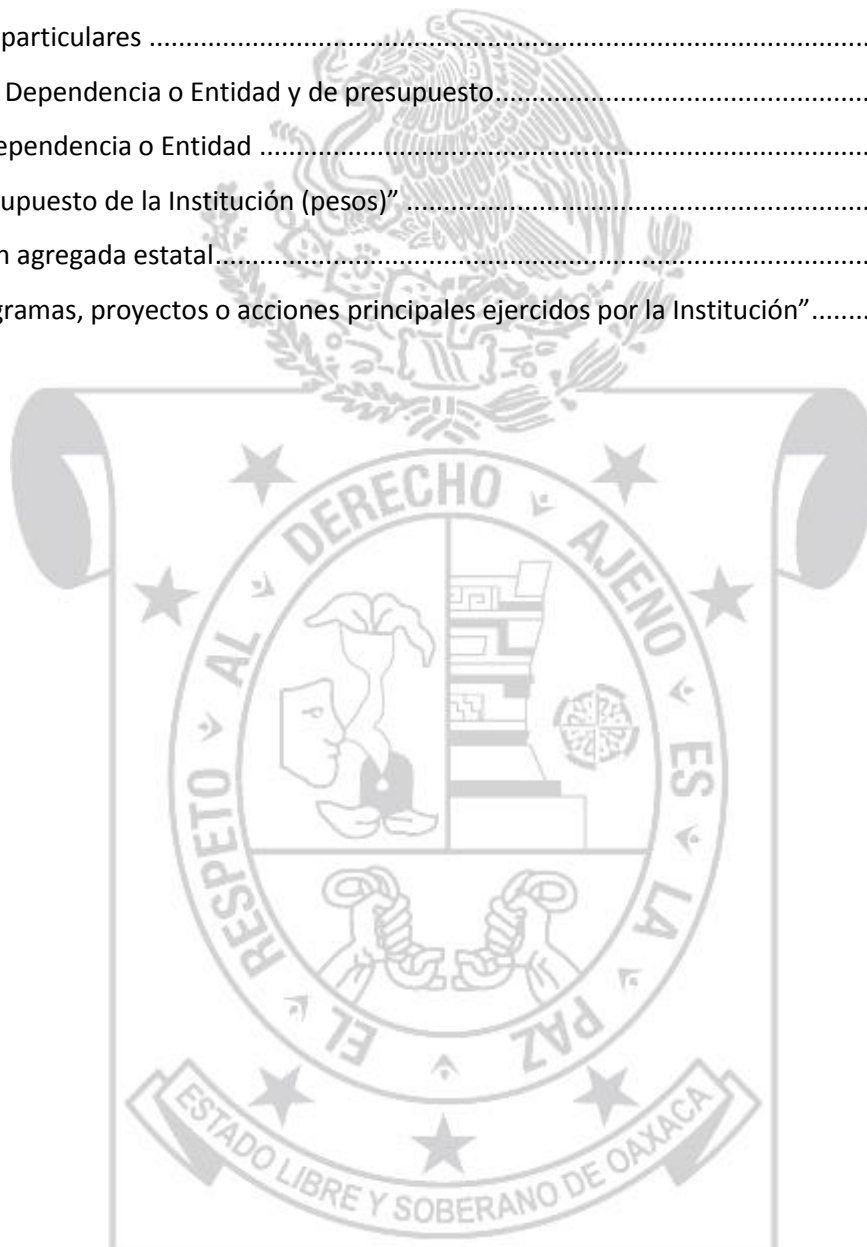 particulares ........................................................................................................
Dependencia o Entidad y de presupuesto...................................................
ependencia o Entidad ...................................................................................
upuesto de la Institución (pesos)” ...............................................................
n agregada estatal.........................................................................................
gramas, proyectos o acciones principales ejercidos por la Institución”........
EL RESPETO AL DERECHO AJENO ES LA PAZ
ESTADO LIBRE Y SOBERANO DE OAXACA